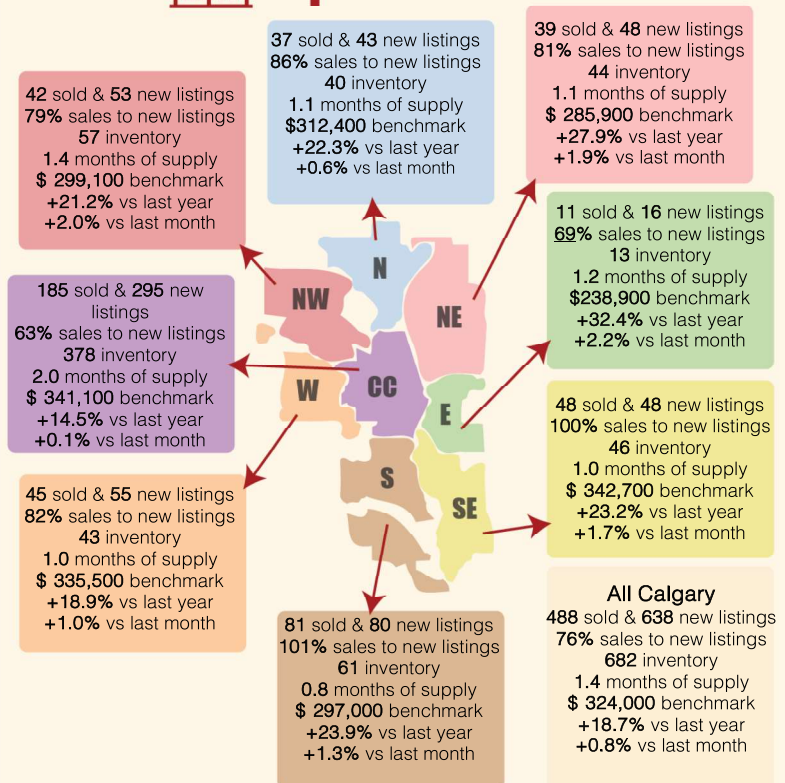 37 sold & 43 new listings
86% sales to new listings
40 inventory
1.1 months of supply
$312,400 benchmark
+22.3% vs last year
+0.6% vs last month
39 sold & 48 new listings
81% sales to new listings
44 inventory
1.1 months of supply
$ 285,900 benchmark
+27.9% vs last year
+1.9% vs last month
42 sold & 53 new listings
79% sales to new listings
57 inventory
1.4 months of supply
$ 299,100 benchmark
+21.2% vs last year
+2.0% vs last month
11 sold & 16 new listings
69% sales to new listings
13 inventory
1.2 months of supply
$238,900 benchmark
+32.4% vs last year
+2.2% vs last month
N
NW
NE
W
CC
E
S
SE
185 sold & 295 new
listings
63% sales to new listings
378 inventory
2.0 months of supply
$ 341,100 benchmark
+14.5% vs last year
+0.1% vs last month
48 sold & 48 new listings
100% sales to new listings
46 inventory
1.0 months of supply
$ 342,700 benchmark
+23.2% vs last year
+1.7% vs last month
45 sold & 55 new listings
82% sales to new listings
43 inventory
1.0 months of supply
$ 335,500 benchmark
+18.9% vs last year
+1.0% vs last month
81 sold & 80 new listings
101% sales to new listings
61 inventory
0.8 months of supply
$ 297,000 benchmark
+23.9% vs last year
+1.3% vs last month
All Calgary
488 sold & 638 new listings
76% sales to new listings
682 inventory
1.4 months of supply
$ 324,000 benchmark
+18.7% vs last year
+0.8% vs last month